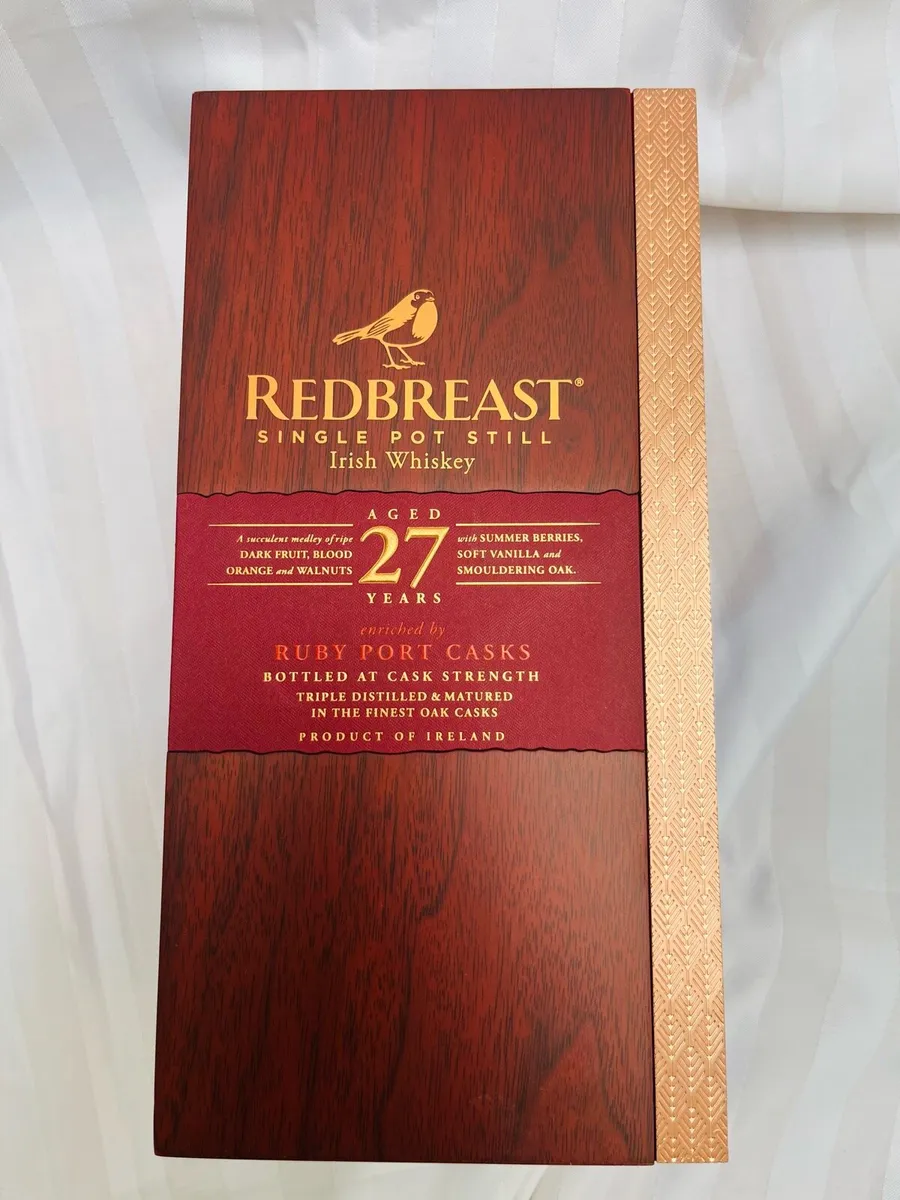 REDBREAST®
SINGLE POT STILL
Irish Whiskey
AGED
27
YEARS
A succulent medley of ripe
DARK FRUIT, BLOOD
ORANGE and WALNUTS
with SUMMER BERRIES,
SOFT VANILLA and
SMOULDERING OAK.
enriched by
RUBY PORT CASKS
BOTTLED AT CASK STRENGTH
TRIPLE DISTILLED & MATURED
IN THE FINEST OAK CASKS
PRODUCT OF IRELAND